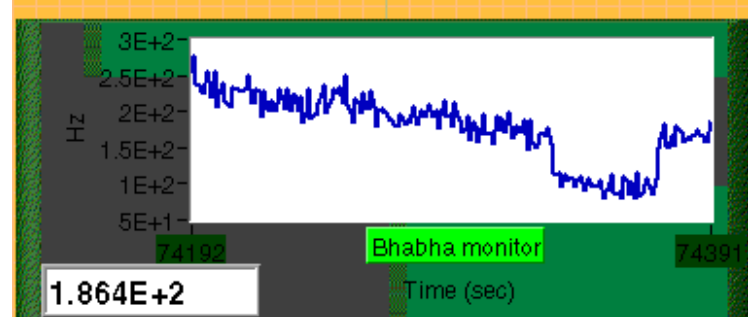 3E+2
2.5E+2
2E+2
Hz
1.5E+2
1E+2
5E+1
74192
Bhabha monitor
74391
1.864E+2
Time (sec)